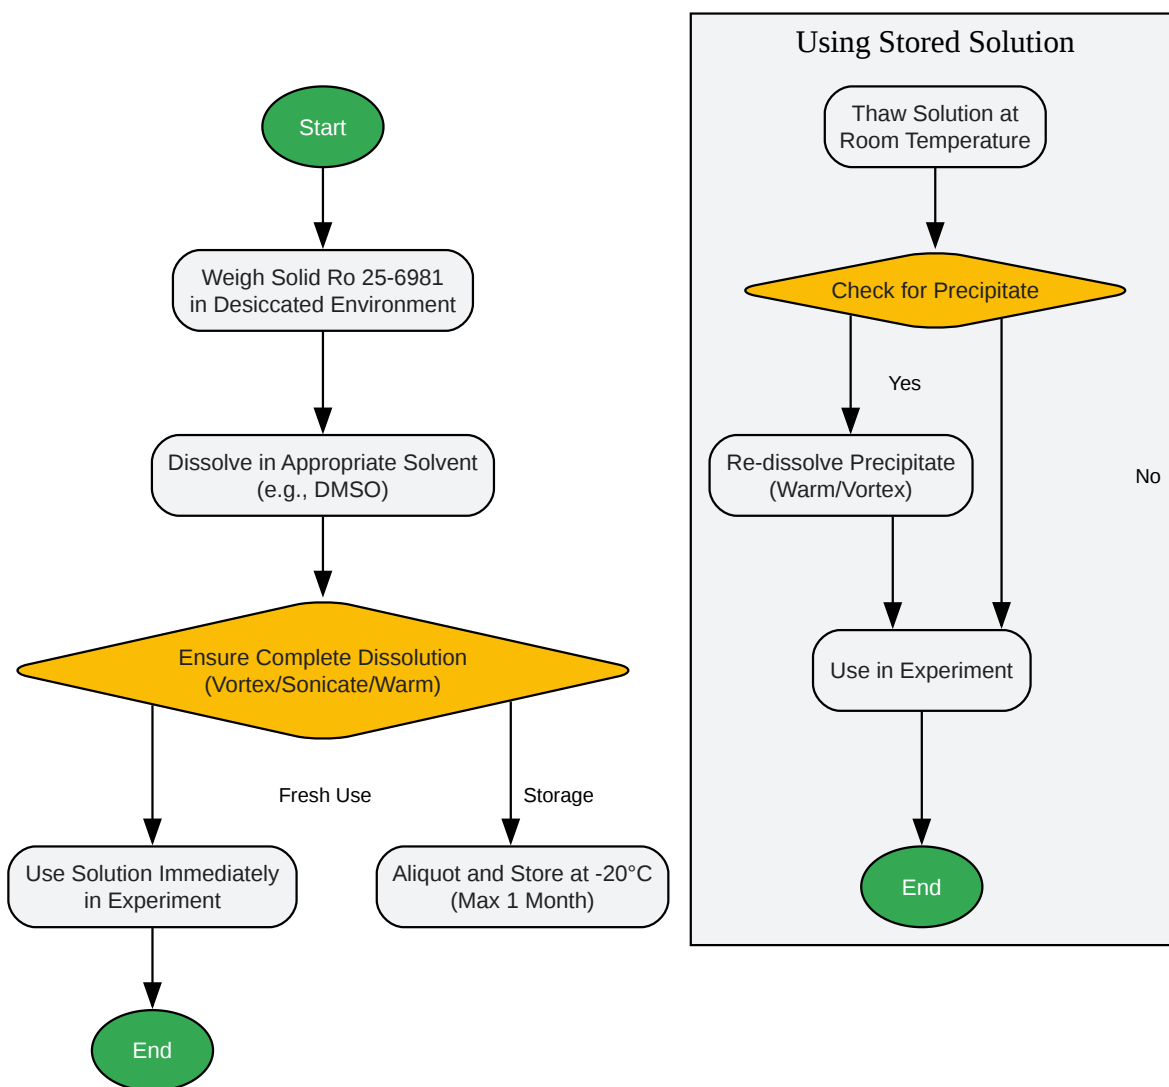 Start
Weigh Solid Ro 25-6981
in Desiccated Environment
Dissolve in Appropriate Solvent
(e.g., DMSO)
Ensure Complete Dissolution
(Vortex/Sonicate/Warm)
Fresh Use
Storage
Use Solution Immediately
in Experiment
Aliquot and Store at -20°C
(Max 1 Month)
End
Using Stored Solution
Thaw Solution at
Room Temperature
Check for Precipitate
Yes
No
Re-dissolve Precipitate
(Warm/Vortex)
Use in Experiment
End